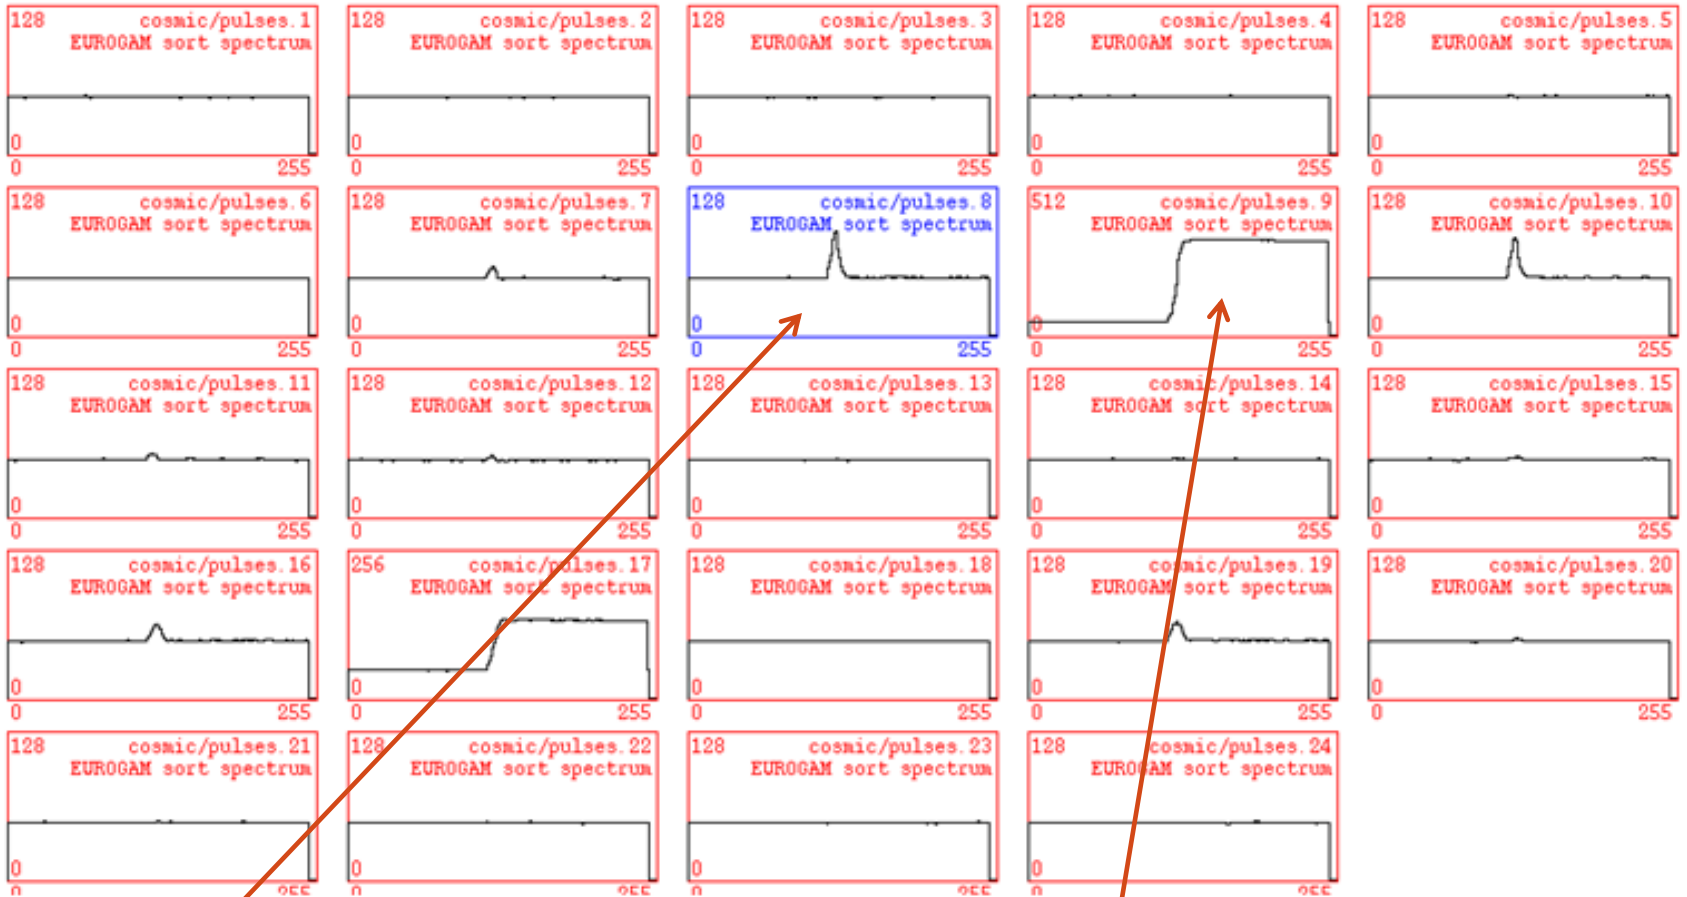 128 cosmic/pulses.1
EUROGAM sort spectrum
0
0 255
128 cosmic/pulses.2
EUROGAM sort spectrum
0
0 255
128 cosmic/pulses.3
EUROGAM sort spectrum
0
0 255
128 cosmic/pulses.4
EUROGAM sort spectrum
0
0 255
128 cosmic/pulses.5
EUROGAM sort spectrum
0
0 255
128 cosmic/pulses.6
EUROGAM sort spectrum
0
0 255
128 cosmic/pulses.7
EUROGAM sort spectrum
0
0 255
128 cosmic/pulses.8
EUROGAM sort spectrum
0
0 255
512 cosmic/pulses.9
EUROGAM sort spectrum
0
0 255
128 cosmic/pulses.10
EUROGAM sort spectrum
0
0 255
128 cosmic/pulses.11
EUROGAM sort spectrum
0
0 255
128 cosmic/pulses.12
EUROGAM sort spectrum
0
0 255
128 cosmic/pulses.13
EUROGAM sort spectrum
0
0 255
128 cosmic/pulses.14
EUROGAM sort spectrum
0
0 255
128 cosmic/pulses.15
EUROGAM sort spectrum
0
0 255
128 cosmic/pulses.16
EUROGAM sort spectrum
0
0 255
256 cosmic/pulses.17
EUROGAM sort spectrum
0
0 255
128 cosmic/pulses.18
EUROGAM sort spectrum
0
0 255
128 cosmic/pulses.19
EUROGAM sort spectrum
0
0 255
128 cosmic/pulses.20
EUROGAM sort spectrum
0
0 255
128 cosmic/pulses.21
EUROGAM sort spectrum
0
128 cosmic/pulses.22
EUROGAM sort spectrum
0
128 cosmic/pulses.23
EUROGAM sort spectrum
0
128 cosmic/pulses.24
EUROGAM sort spectrum
0